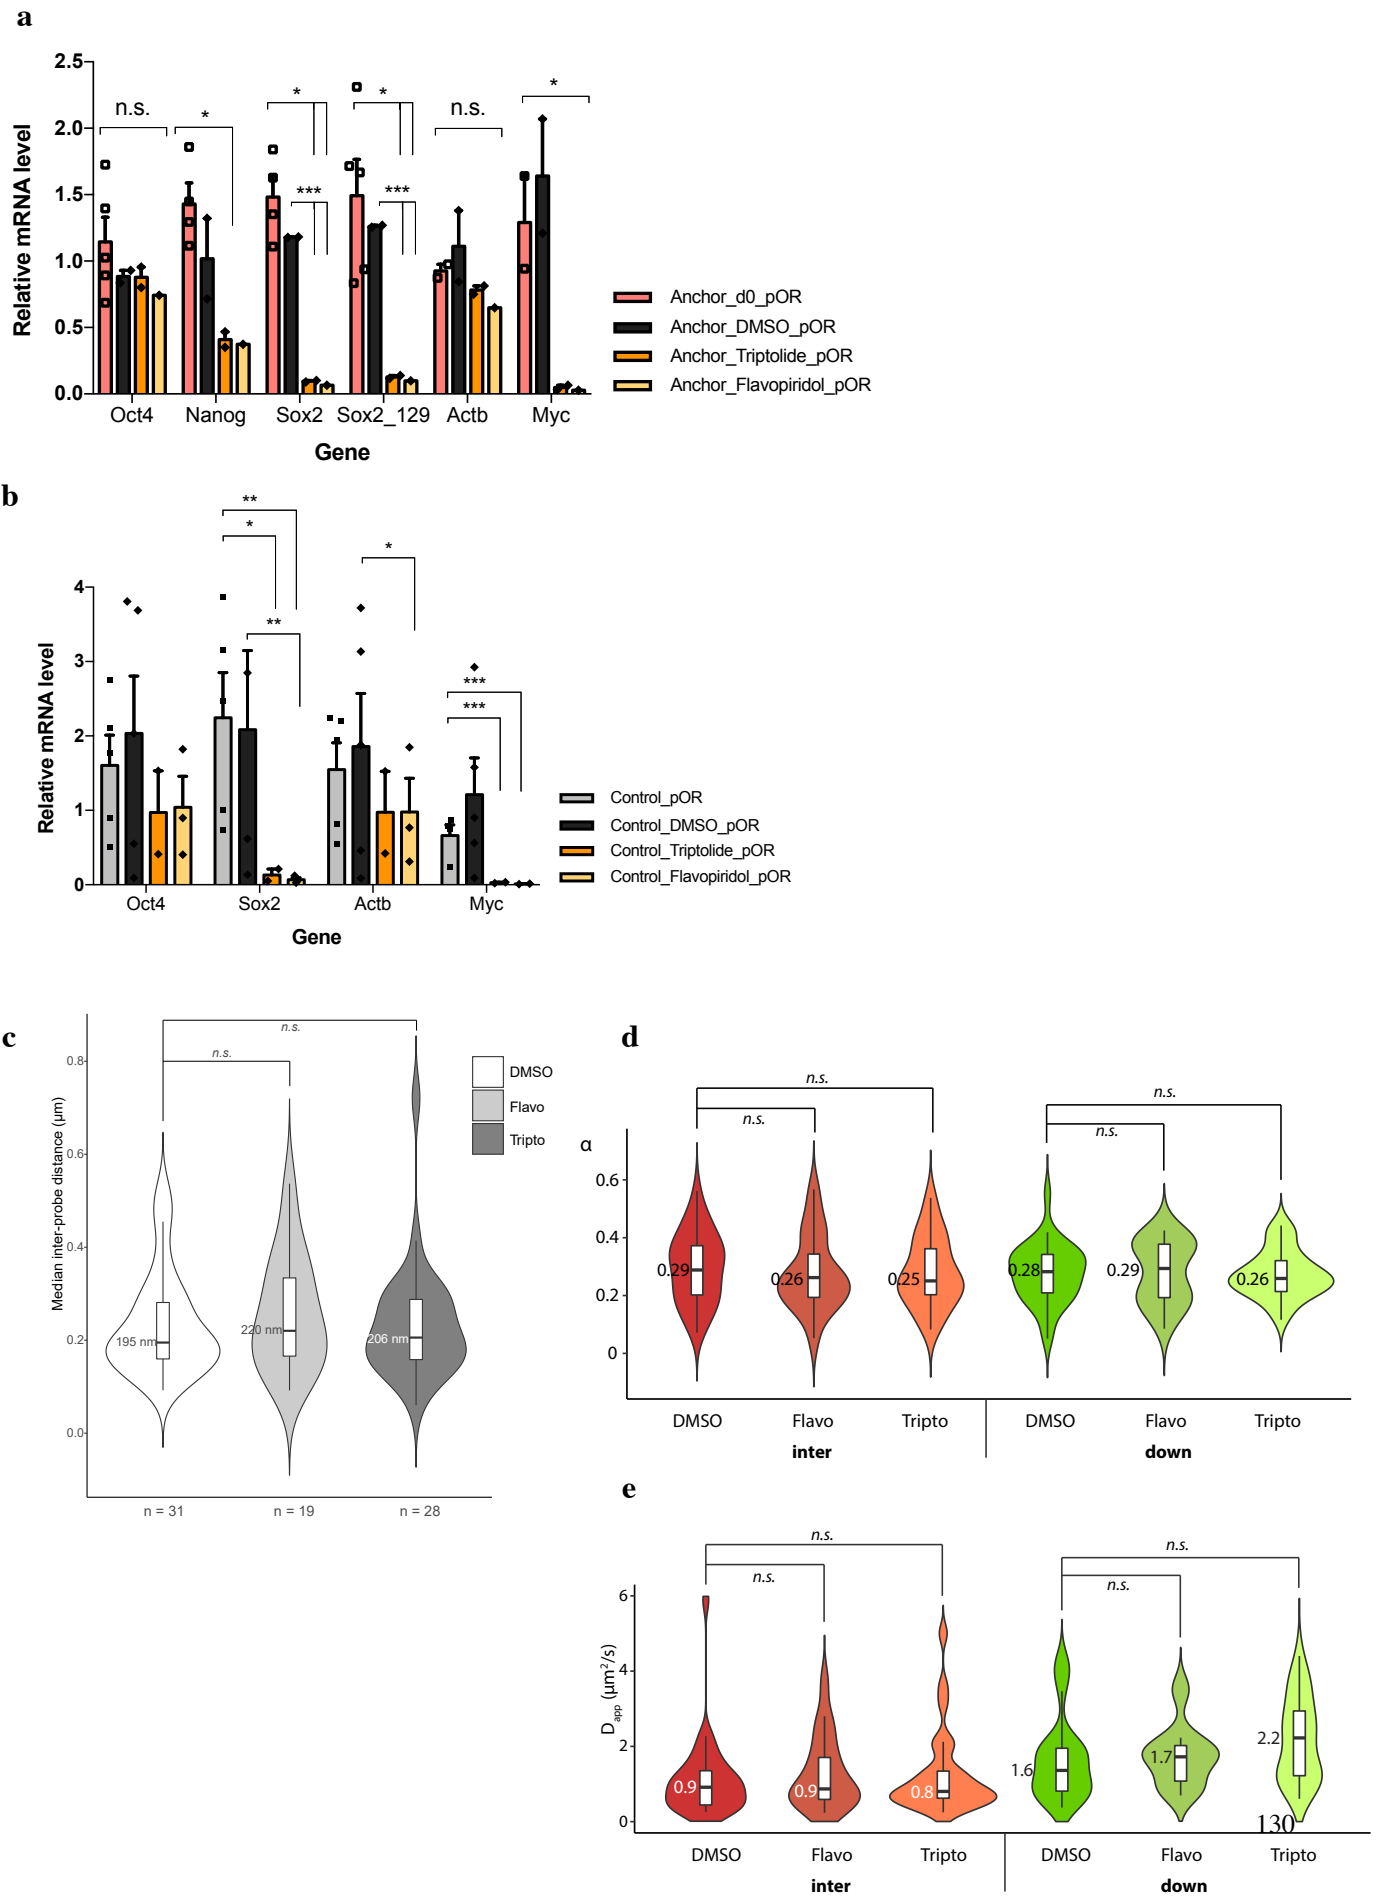 a
2.5
2.0
1.5
1.0
0.5
0.0
Relative mRNA level
n.s.
*
*
***
*
***
n.s.
*
Oct4 Nanog Sox2 Sox2_129 Actb Myc
Gene
Anchor_d0_pOR
Anchor_DMSO_pOR
Anchor_Triptolide_pOR
Anchor_Flavopiridol_pOR
b
4
3
2
1
0
Relative mRNA level
**
*
**
*
***
***
Oct4 Sox2 Actb Myc
Gene
Control_pOR
Control_DMSO_pOR
Control_Triptolide_pOR
Control_Flavopiridol_pOR
c
0.8
0.6
0.4
0.2
0.0
Median inter-probe distance (µm)
n.s.
n.s.
DMSO
Flavo
Tripto
195 nm
220 nm
206 nm
n = 31 n = 19 n = 28
d
α
0.6
0.4
0.2
0
n.s.
n.s.
n.s.
n.s.
0.29 0.26 0.25 0.28 0.29 0.26
DMSO Flavo Tripto DMSO Flavo Tripto
inter down
e
6
4
2
0
Dapp (µm²/s)
n.s.
n.s.
n.s.
n.s.
0.9 0.9 0.8 1.6 1.7 2.2
130
DMSO Flavo Tripto DMSO Flavo Tripto
inter down